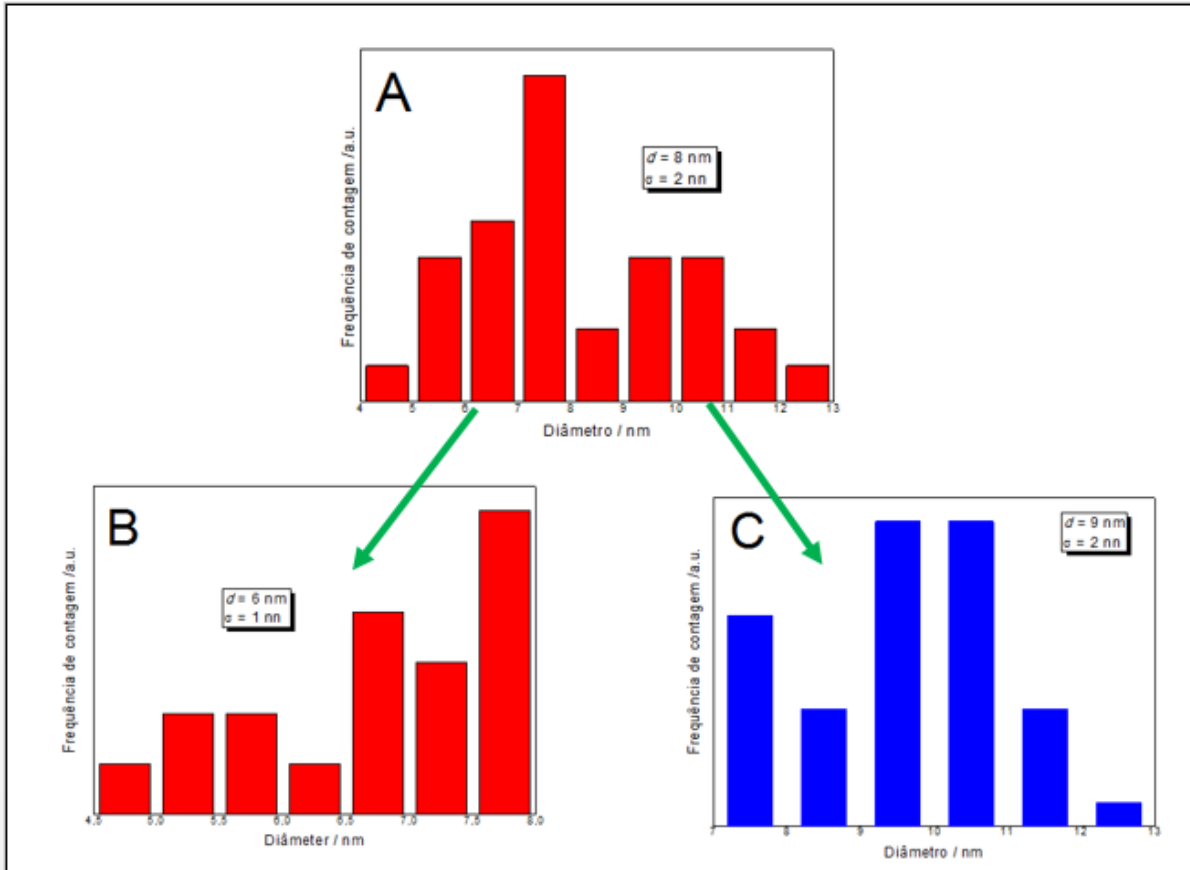 A
d = 8 nm
σ = 2 nn
Frequência de contagem /a.u.
4 5 6 7 8 9 10 11 12 13
Diâmetro / nm
B
d = 6 nm
σ = 1 nn
Frequência de contagem /a.u.
4.5 5.0 5.5 6.0 6.5 7.0 7.5 8.0
Diâmeter / nm
C
d = 9 nm
σ = 2 nn
Frequência de contagem /a.u.
7 8 9 10 11 12 13
Diâmetro / nm